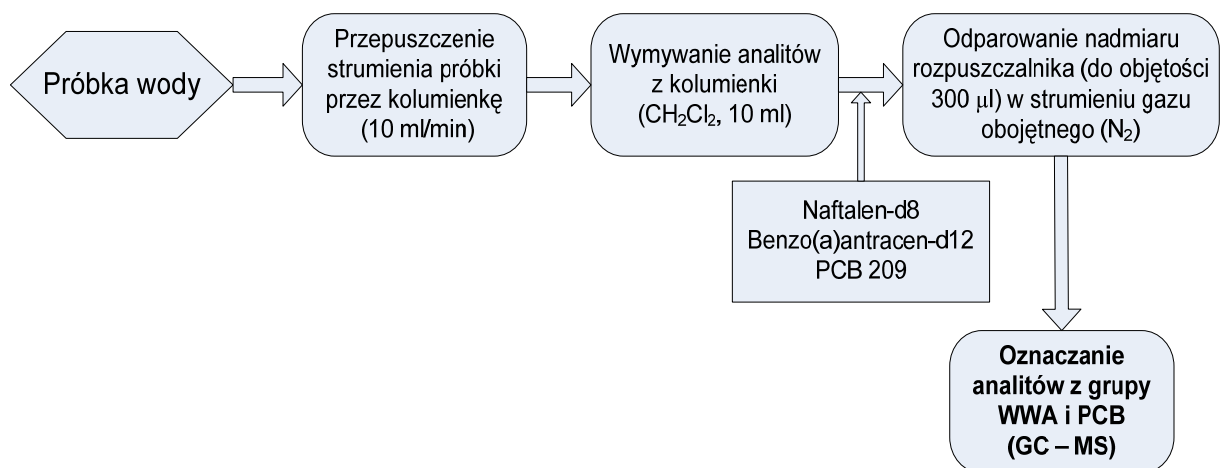 Próbka wody
Przepuszczenie
strumienia próbki
przez kolumienkę
(10 ml/min)
Wymywanie analitów
z kolumienki
(CH₂Cl₂, 10 ml)
Odparowanie nadmiaru
rozpuszczalnika (do objętości
300 μl) w strumieniu gazu
obojętnego (N₂)
Naftalen-d8
Benzo(a)antracen-d12
PCB 209
Oznaczanie
analitów z grupy
WWA i PCB
(GC – MS)